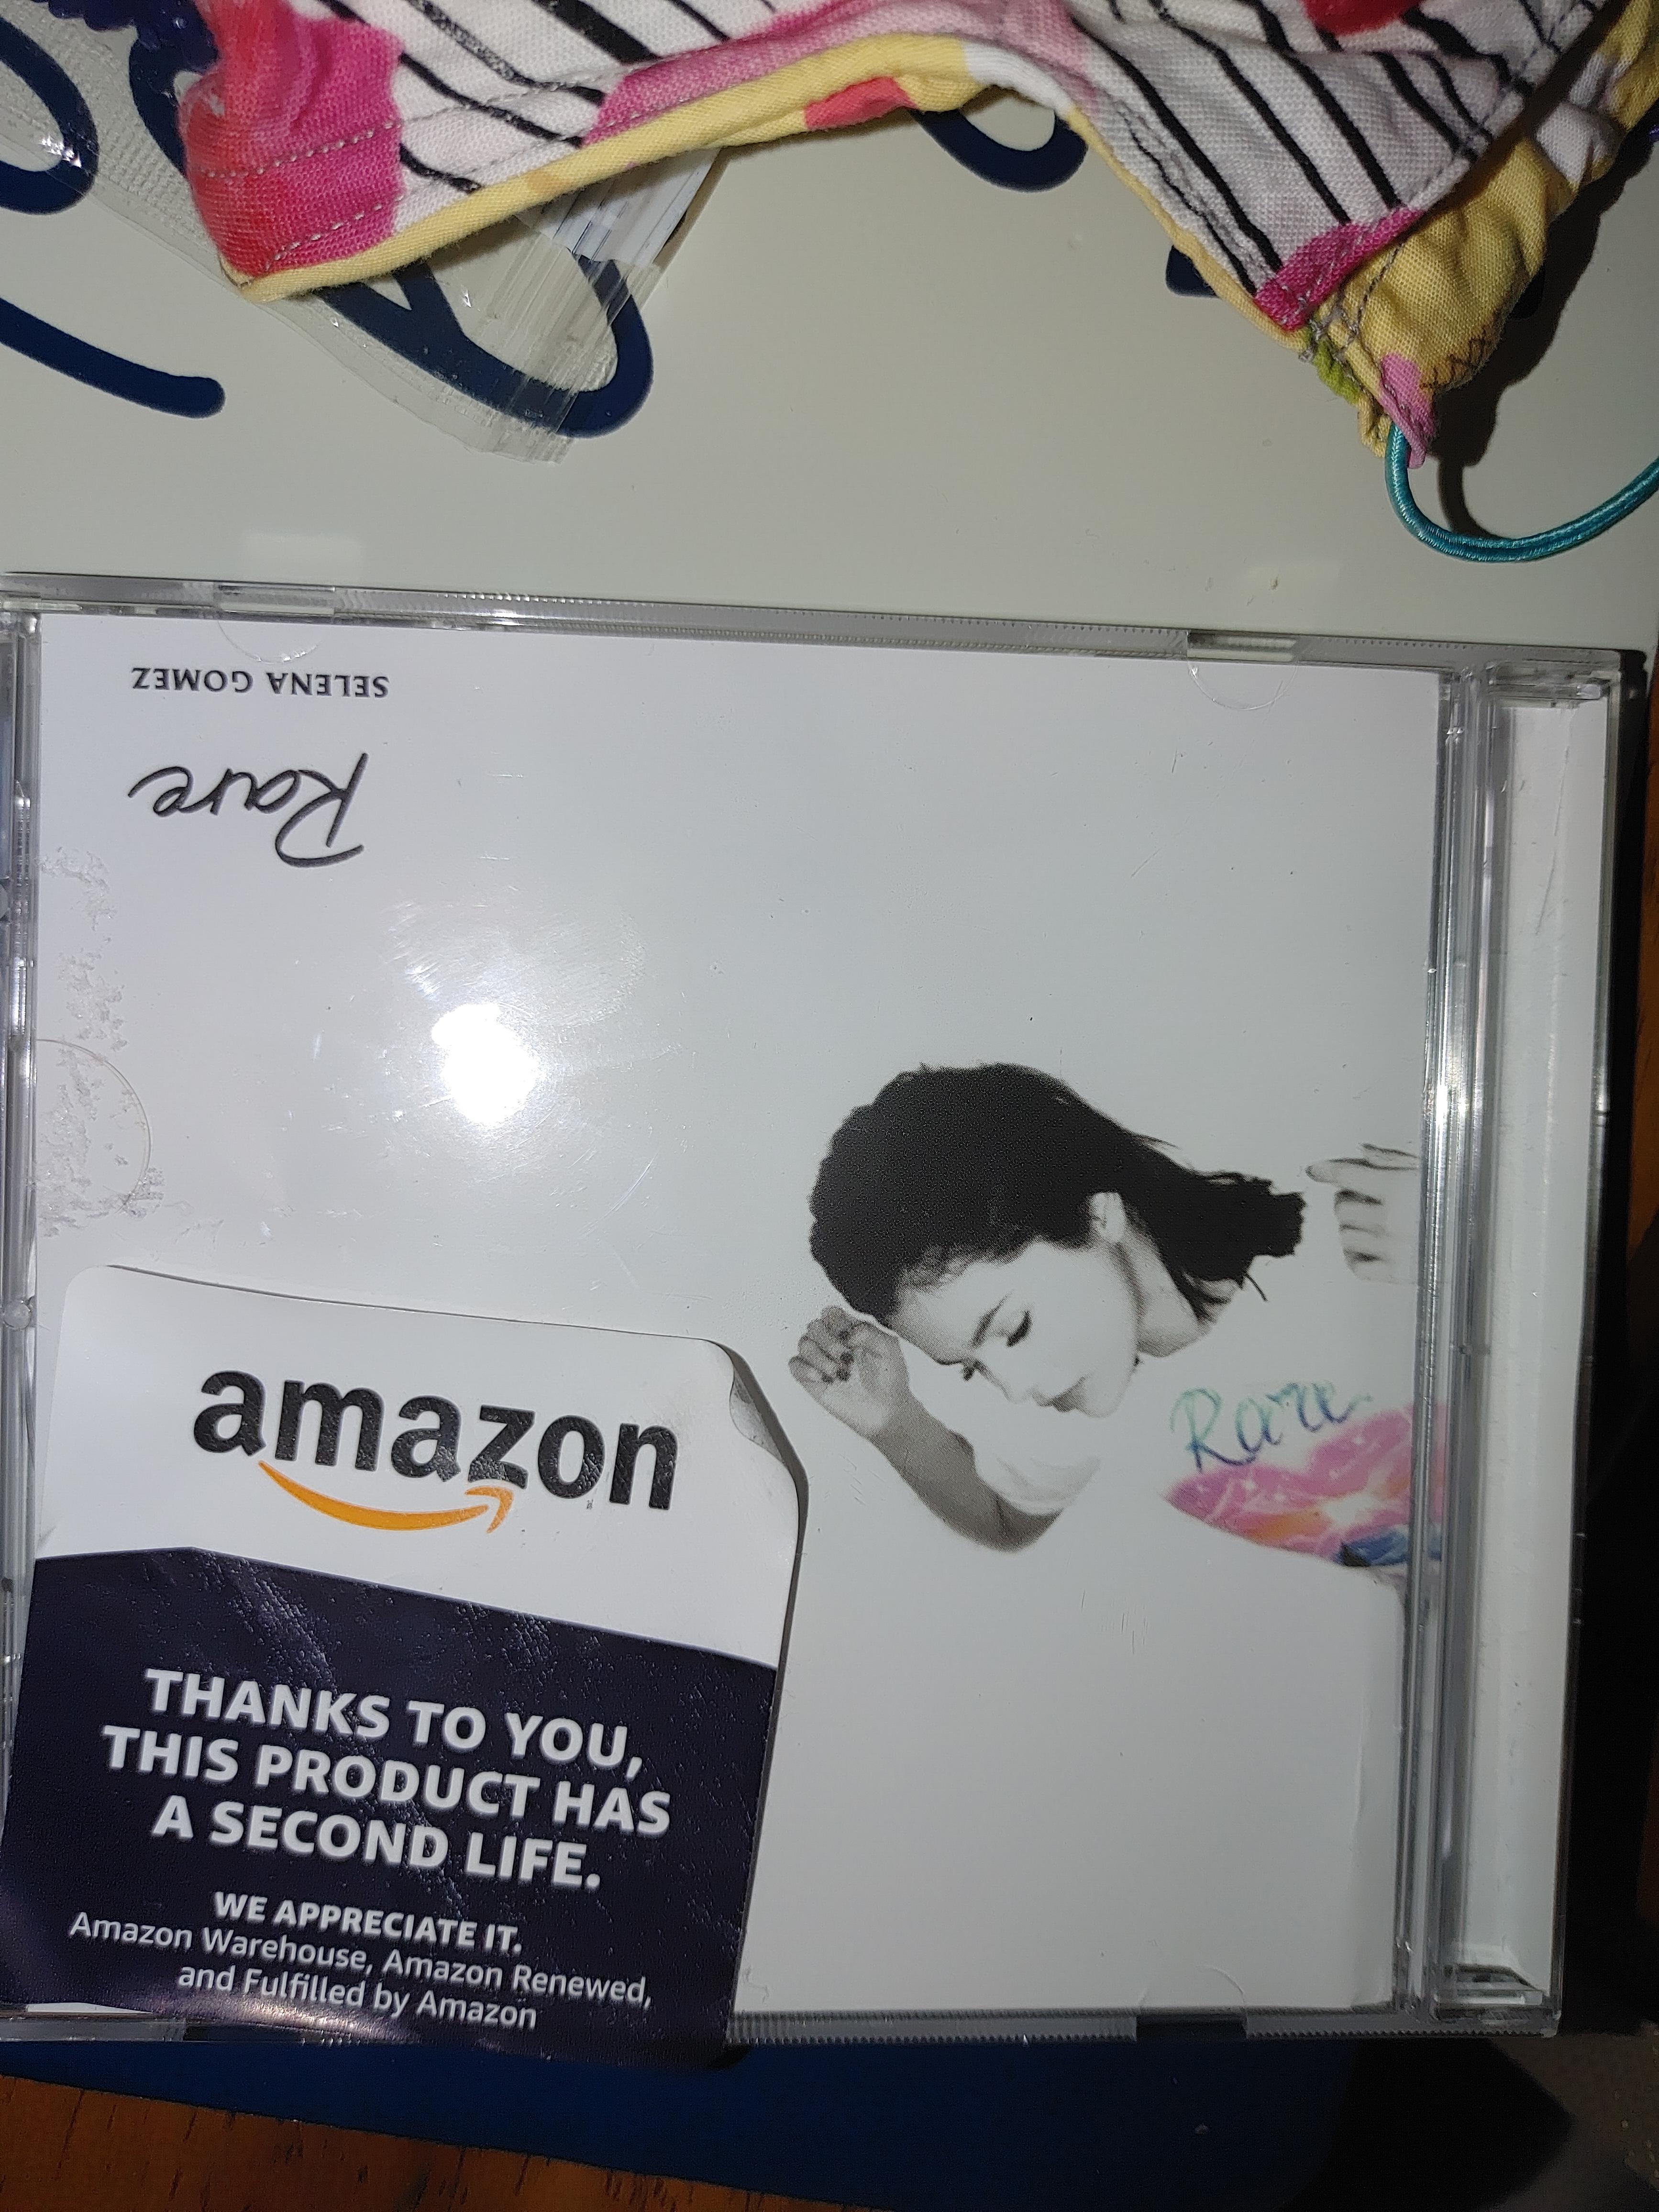 SELENA GOMEZ
Rare
Rare
amazon
THANKS TO YOU,
THIS PRODUCT HAS
A SECOND LIFE.
WE APPRECIATE IT.
Amazon Warehouse, Amazon Renewed,
and Fulfilled by Amazon